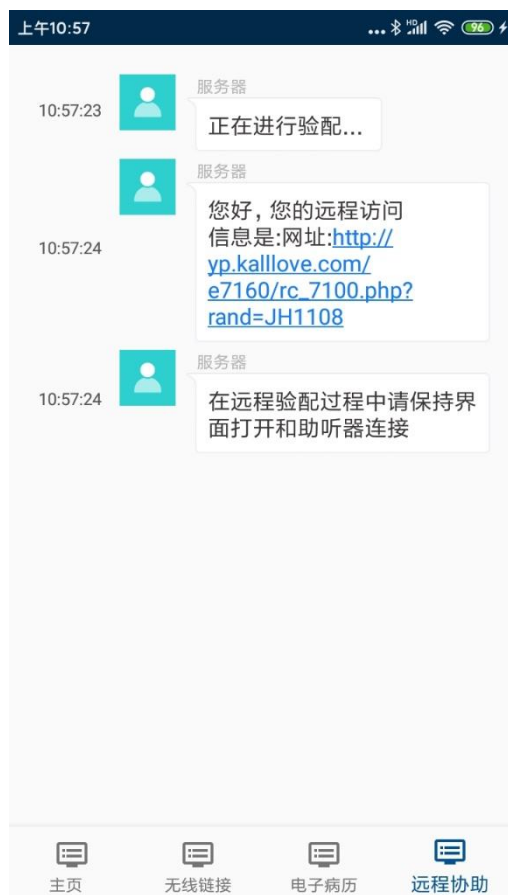 上午10:57
... HD 96
服务器
10:57:23
正在进行验配...
服务器
您好，您的远程访问
信息是:网址:http://
10:57:24
yp.kalllove.com/
e7160/rc_7100.php?
rand=JH1108
服务器
10:57:24
在远程验配过程中请保持界
面打开和助听器连接
主页
无线链接
电子病历
远程协助